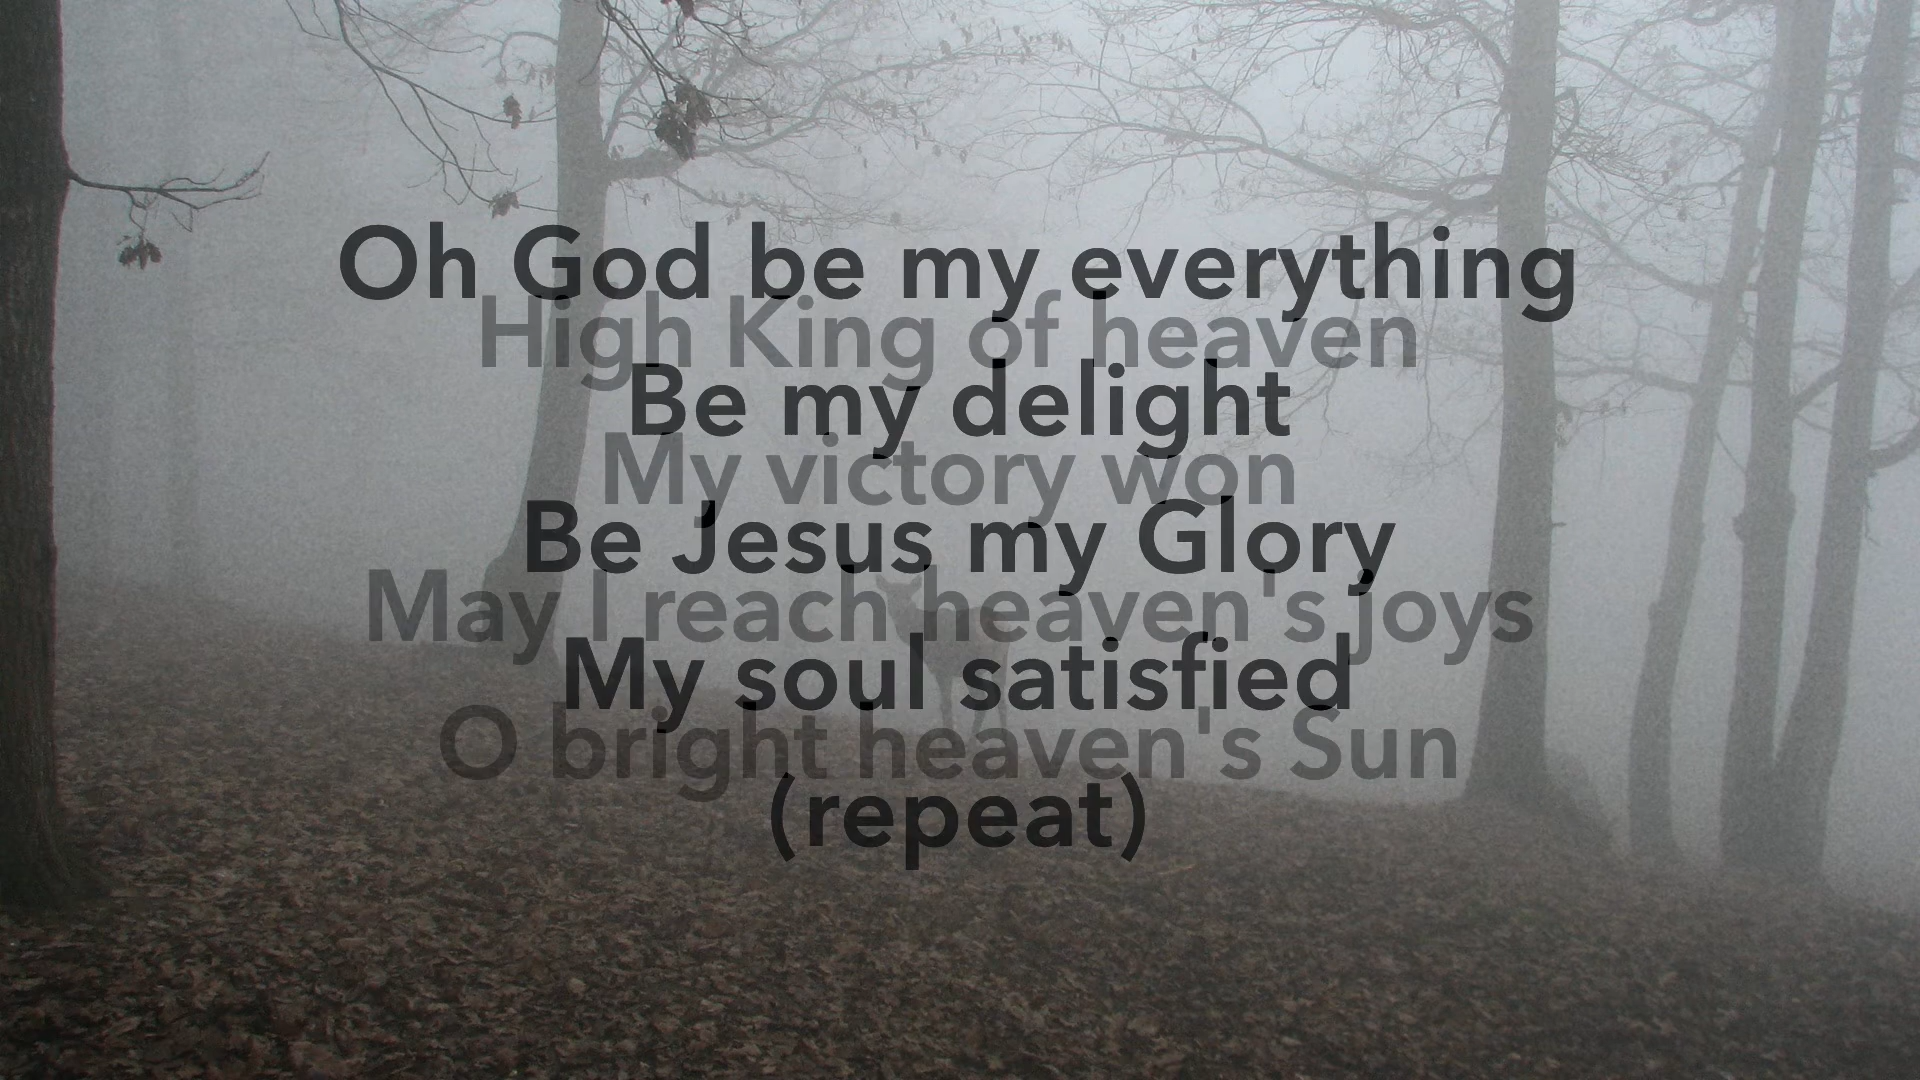 Oh God be my everything
High King of heaven
Be my delight
My victory won
Be Jesus my Glory
May I reach heaven's joys
My soul satisfied
O bright heaven's Sun
(repeat)